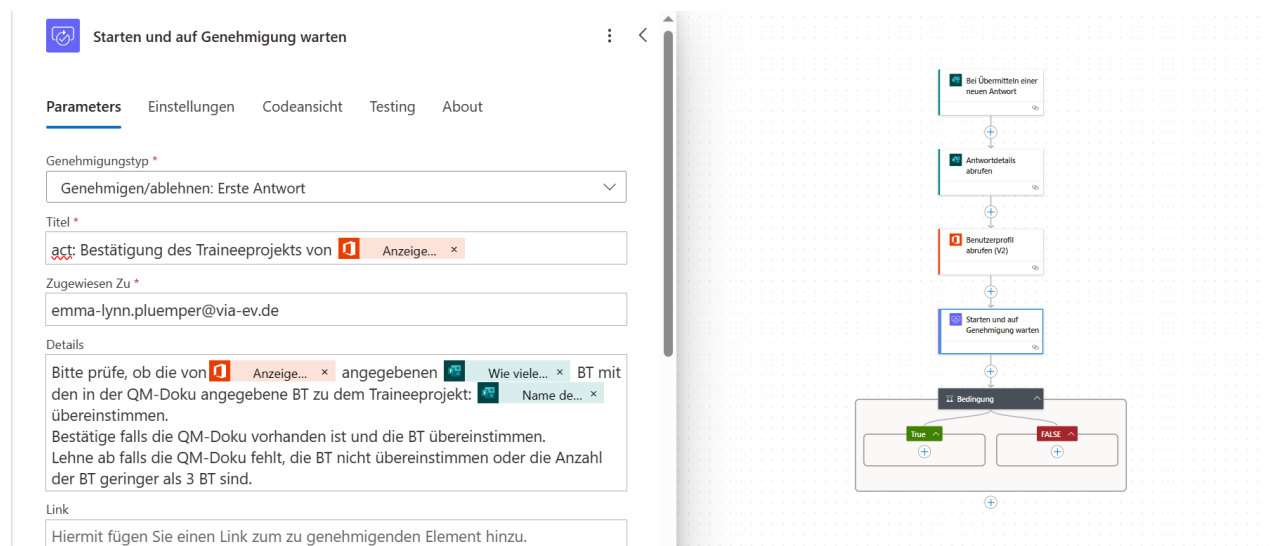 Starten und auf Genehmigung warten
Parameters Einstellungen Codeansicht Testing About
Genehmigungstyp *
Genehmigen/ablehnen: Erste Antwort
Titel *
act: Bestätigung des Traineeprojekts von Anzeige... ×
Zugewiesen Zu *
emma-lynn.pluemper@via-ev.de
Details
Bitte prüfe, ob die von Anzeige... × angegebenen Wie viele... × BT mit
den in der QM-Doku angegebene BT zu dem Traineeprojekt: Name de... ×
übereinstimmen.
Bestätige falls die QM-Doku vorhanden ist und die BT übereinstimmen.
Lehne ab falls die QM-Doku fehlt, die BT nicht übereinstimmen oder die Anzahl
der BT geringer als 3 BT sind.
Link
Hiermit fügen Sie einen Link zum zu genehmigenden Element hinzu.
Bei Übermitteln einer
neuen Antwort
Antwortdetails
abrufen
Benutzerprofil
abrufen (V2)
Starten und auf
Genehmigung warten
Bedingung
True
FALSE